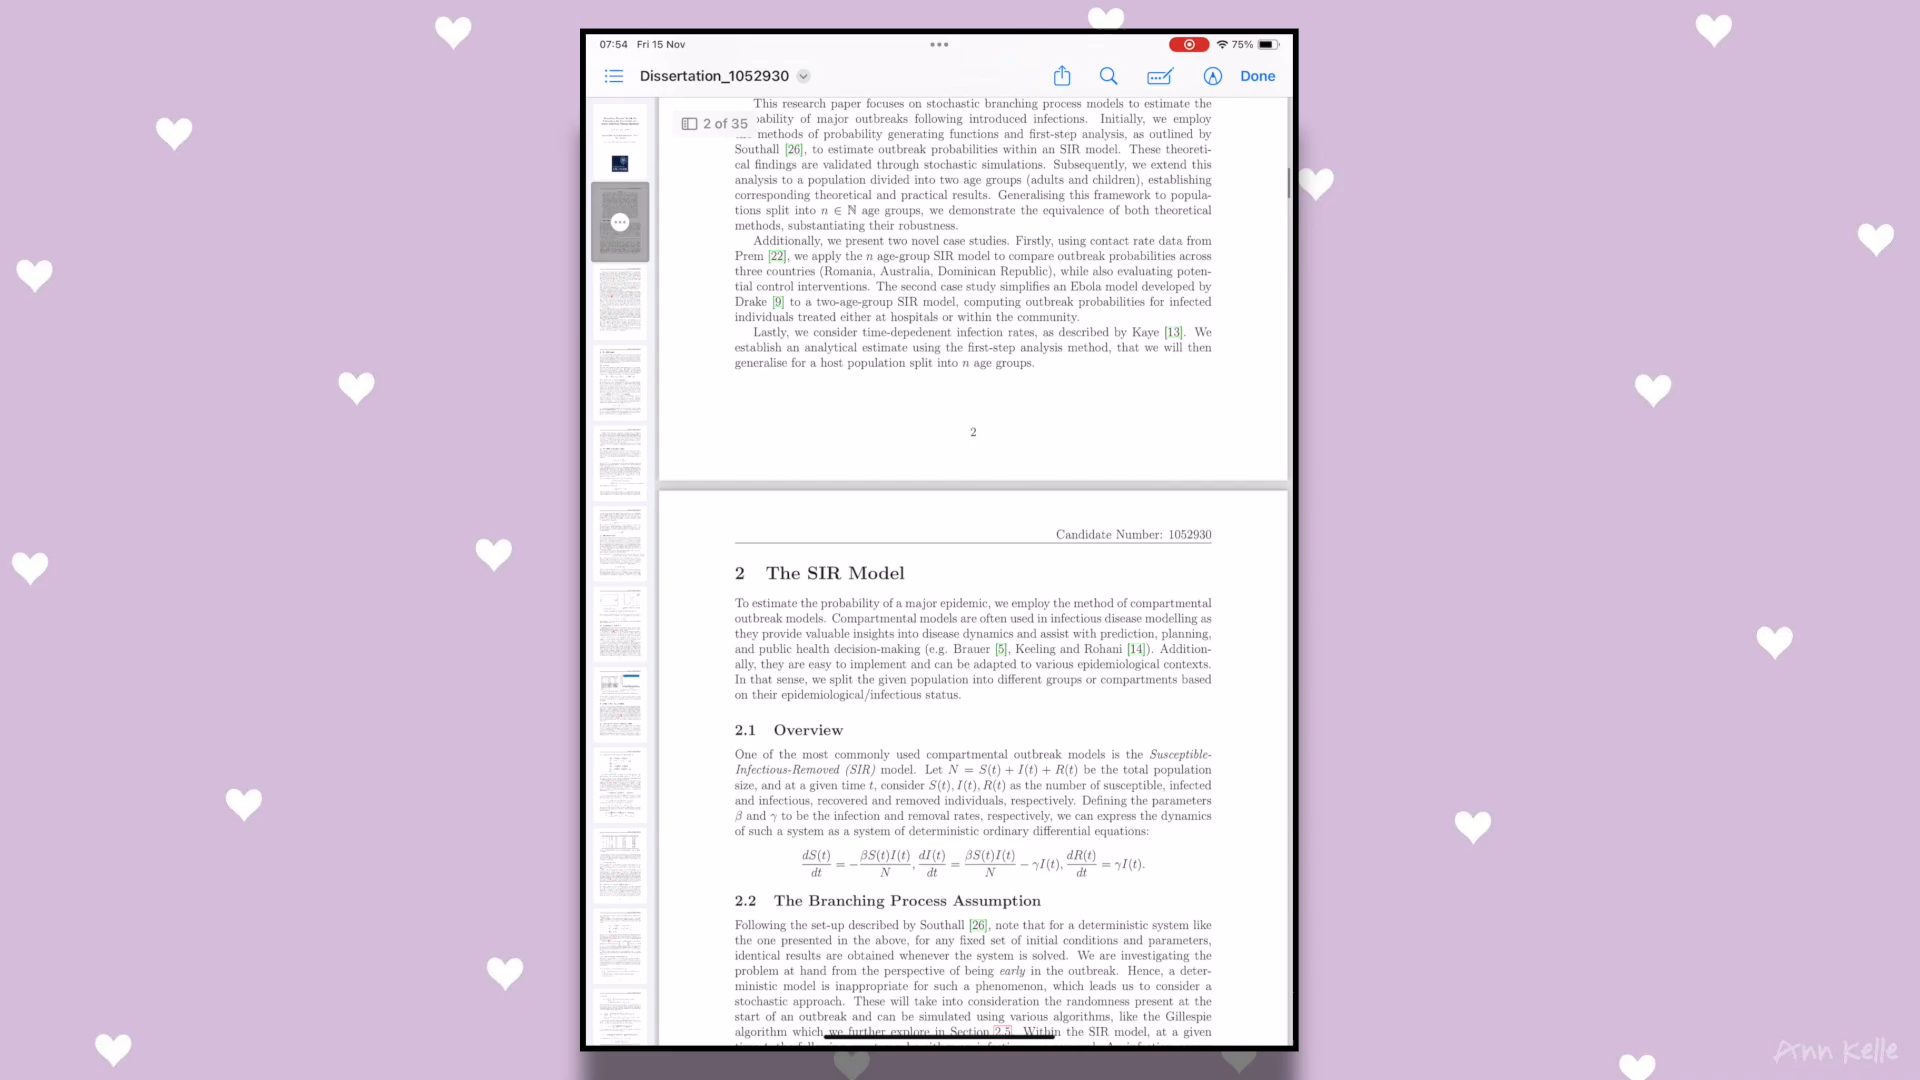 07:54 Fri 15 Nov
75%
Dissertation_1052930
Done
2 of 35
This research paper focuses on stochastic branching process models to estimate the
ability of major outbreaks following introduced infections. Initially, we employ
methods of probability generating functions and first-step analysis, as outlined by
Southall [26], to estimate outbreak probabilities within an SIR model. These theoreti-
cal findings are validated through stochastic simulations. Subsequently, we extend this
analysis to a population divided into two age groups (adults and children), establishing
corresponding theoretical and practical results. Generalising this framework to popula-
tions split into n ∈ ℕ age groups, we demonstrate the equivalence of both theoretical
methods, substantiating their robustness.
Additionally, we present two novel case studies. Firstly, using contact rate data from
Prem [22], we apply the n age-group SIR model to compare outbreak probabilities across
three countries (Romania, Australia, Dominican Republic), while also evaluating poten-
tial control interventions. The second case study simplifies an Ebola model developed by
Drake [9] to a two-age-group SIR model, computing outbreak probabilities for infected
individuals treated either at hospitals or within the community.
Lastly, we consider time-depedenent infection rates, as described by Kaye [13]. We
establish an analytical estimate using the first-step analysis method, that we will then
generalise for a host population split into n age groups.
2
Candidate Number: 1052930
2 The SIR Model
To estimate the probability of a major epidemic, we employ the method of compartmental
outbreak models. Compartmental models are often used in infectious disease modelling as
they provide valuable insights into disease dynamics and assist with prediction, planning,
and public health decision-making (e.g. Brauer [5], Keeling and Rohani [14]). Addition-
ally, they are easy to implement and can be adapted to various epidemiological contexts.
In that sense, we split the given population into different groups or compartments based
on their epidemiological/infectious status.
2.1 Overview
One of the most commonly used compartmental outbreak models is the Susceptible-
Infectious-Removed (SIR) model. Let N = S(t) + I(t) + R(t) be the total population
size, and at a given time t, consider S(t), I(t), R(t) as the number of susceptible, infected
and infectious, recovered and removed individuals, respectively. Defining the parameters
β and γ to be the infection and removal rates, respectively, we can express the dynamics
of such a system as a system of deterministic ordinary differential equations:
dS(t)/dt = −βS(t)I(t)/N, dI(t)/dt = βS(t)I(t)/N − γI(t), dR(t)/dt = γI(t).
2.2 The Branching Process Assumption
Following the set-up described by Southall [26], note that for a deterministic system like
the one presented in the above, for any fixed set of initial conditions and parameters,
identical results are obtained whenever the system is solved. We are investigating the
problem at hand from the perspective of being early in the outbreak. Hence, a deter-
ministic model is inappropriate for such a phenomenon, which leads us to consider a
stochastic approach. These will take into consideration the randomness present at the
start of an outbreak and can be simulated using various algorithms, like the Gillespie
algorithm which we further explore in Section 2.5. Within the SIR model, at a given
Ann Kelle